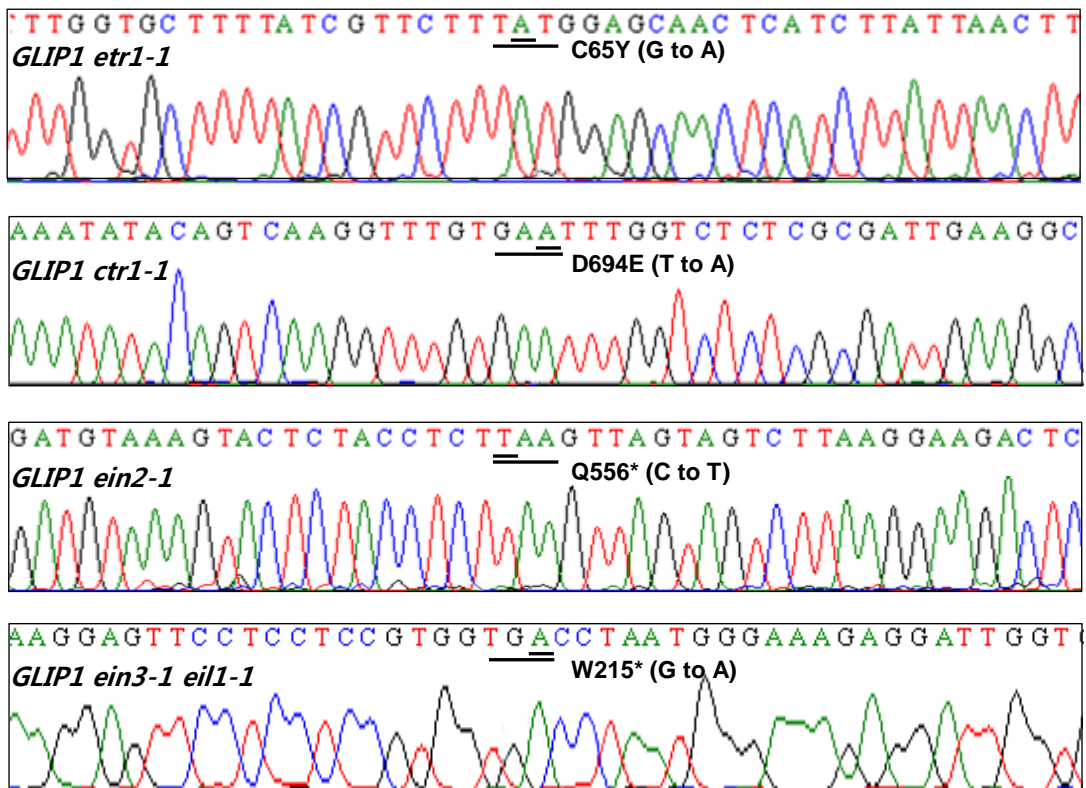 TTTGGTGCTTTTATCGTTCTTTATGGAGCAACTCATCTTATTAACTT
GLIP1 etr1-1
C65Y (G to A)
AAATATACAGTCAAGGTTTGTGAATTTGGTCTCTCGCGATTGAAGGC
GLIP1 ctr1-1
D694E (T to A)
GATGTAAAGTACTCTACCTCTTAAGTTAGTAGTCTTAAGGAAGACTC
GLIP1 ein2-1
Q556* (C to T)
AAGGAGTTCCTCCTCCGTGGTGACCTAATGGGAAAGAGGATTGGT
GLIP1 ein3-1 eil1-1
W215* (G to A)